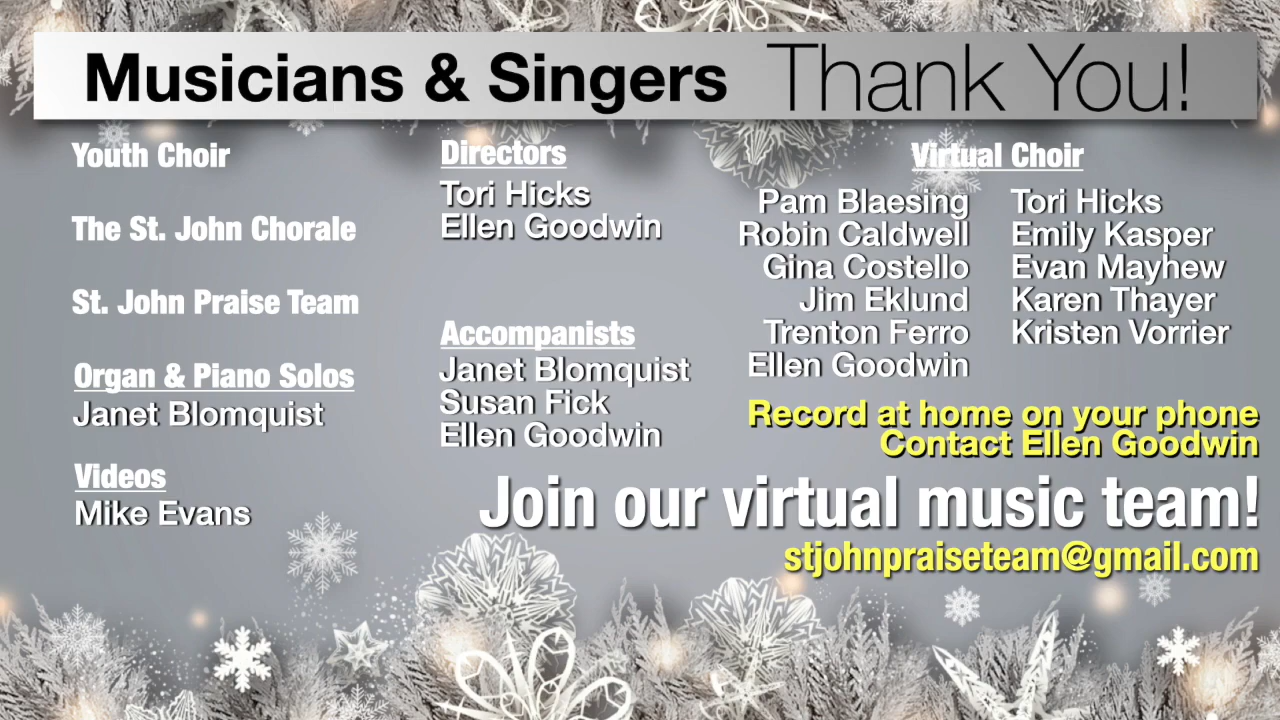 Musicians & Singers Thank You!
Youth Choir
The St. John Chorale
St. John Praise Team
Organ & Piano Solos
Janet Blomquist
Videos
Mike Evans
Directors
Tori Hicks
Ellen Goodwin
Accompanists
Janet Blomquist
Susan Fick
Ellen Goodwin
Virtual Choir
Pam Blaesing
Robin Caldwell
Gina Costello
Jim Eklund
Trenton Ferro
Ellen Goodwin
Tori Hicks
Emily Kasper
Evan Mayhew
Karen Thayer
Kristen Vorrier
Record at home on your phone
Contact Ellen Goodwin
Join our virtual music team!
stjohnpraiseteam@gmail.com